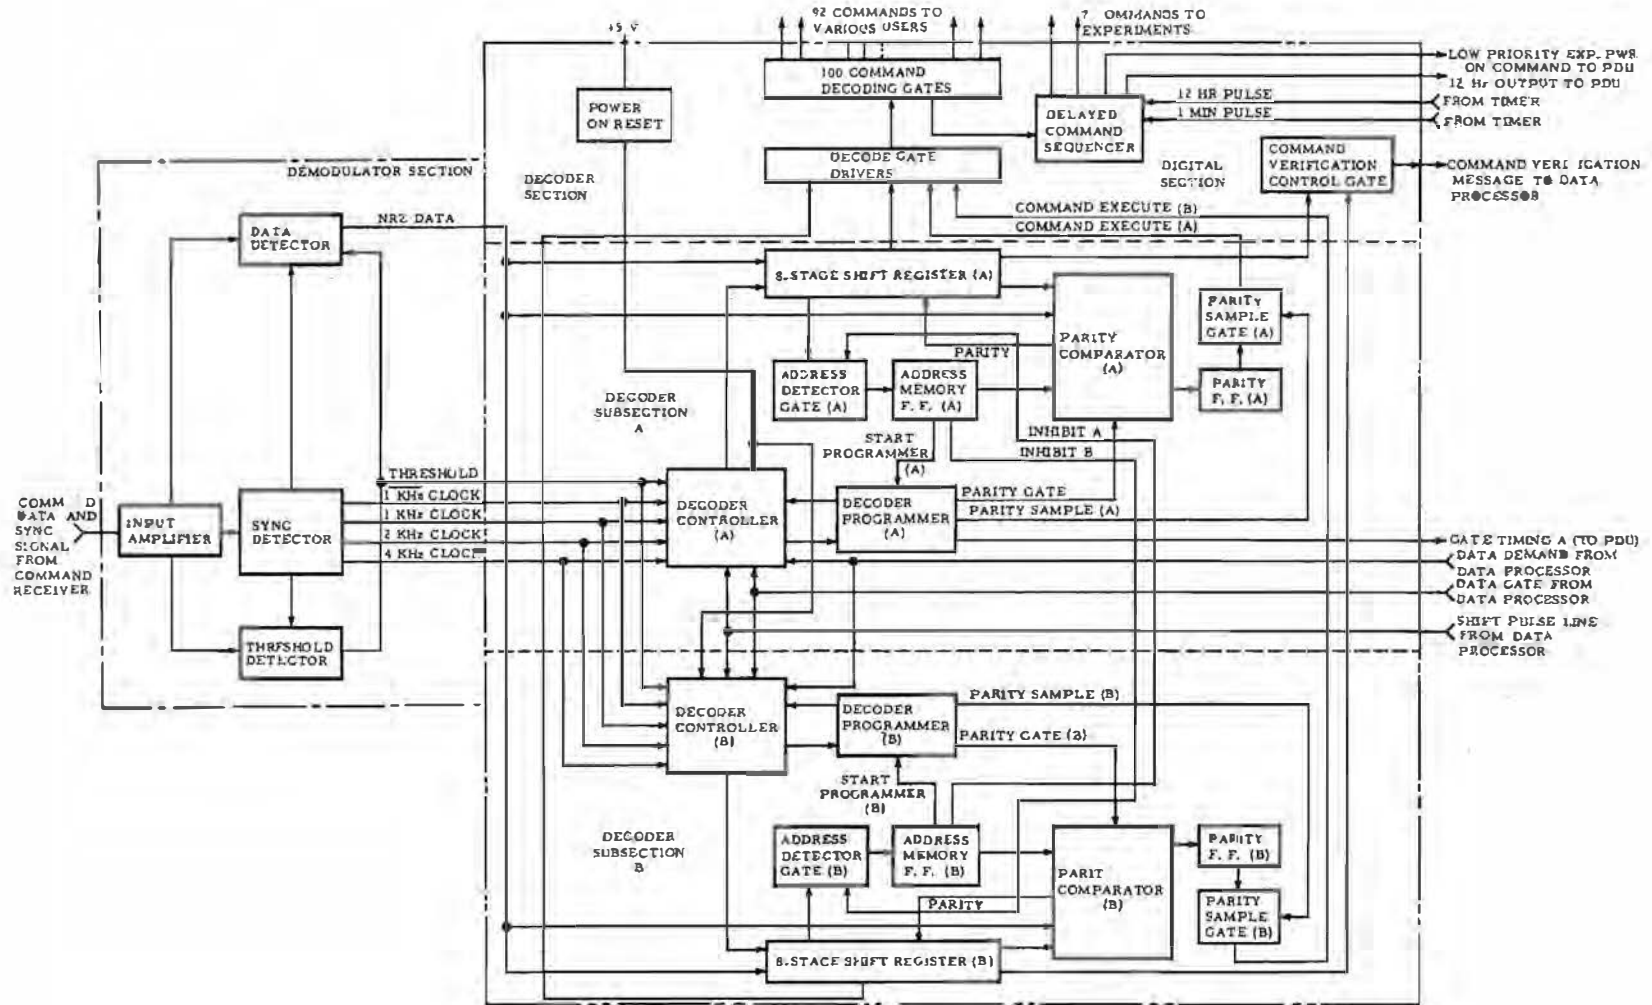 92 COMMANDS TO
VARIOUS USERS
7 OMMANDS TO
EXPERIMENTS
+5 V
LOW PRIORITY EXP. PWR
ON COMMAND TO PDU
12 Hr OUTPUT TO PDU
100 COMMAND
DECODING GATES
POWER
ON RESET
12 HR PULSE
FROM TIMER
1 MIN PULSE
FROM TIMER
DELAYED
COMMAND
SEQUENCER
COMMAND
VERIFICATION
CONTROL GATE
COMMAND VERI ICATION
MESSAGE TO DATA
PROCESSOR
DEMODULATOR SECTION
DECODER
SECTION
DECODE GATE
DRIVERS
DIGITAL
SECTION
COMMAND EXECUTE (B)
COMMAND EXECUTE (A)
NRZ DATA
DATA
DETECTOR
8-STAGE SHIFT REGISTER (A)
PARITY
SAMPLE
GATE (A)
PARITY
PARITY
COMPARATOR
(A)
ADDRESS
DETECTOR
GATE (A)
ADDRESS
MEMORY
F. F. (A)
PARITY
F. F. (A)
DECODER
SUBSECTION
A
START
PROGRAMMER
(A)
INHIBIT A
INHIBIT B
THRESHOLD
1 KHz CLOCK
1 KHz CLOCK
2 KHz CLOCK
4 KHz CLOCK
COMM D
DATA AND
SYNC
SIGNAL
FROM
COMMAND
RECEIVER
INPUT
AMPLIFIER
SYNC
DETECTOR
DECODER
CONTROLLER
(A)
DECODER
PROGRAMMER
(A)
PARITY GATE
PARITY SAMPLE (A)
GATE TIMING A (TO PDU)
DATA DEMAND FROM
DATA PROCESSOR
DATA GATE FROM
DATA PROCESSOR
SHIFT PULSE LINE
FROM DATA
PROCESSOR
THRESHOLD
DETECTOR
DECODER
CONTROLLER
(B)
DECODER
PROGRAMMER
(B)
PARITY SAMPLE (B)
PARITY GATE (B)
START
PROGRAMMER
(B)
DECODER
SUBSECTION
B
ADDRESS
DETECTOR
GATE (B)
ADDRESS
MEMORY
F. F. (B)
PARIT
COMPARATOR
(B)
PARITY
F. F. (B)
PARITY
PARITY
SAMPLE
GATE (B)
8-STAGE SHIFT REGISTER (B)